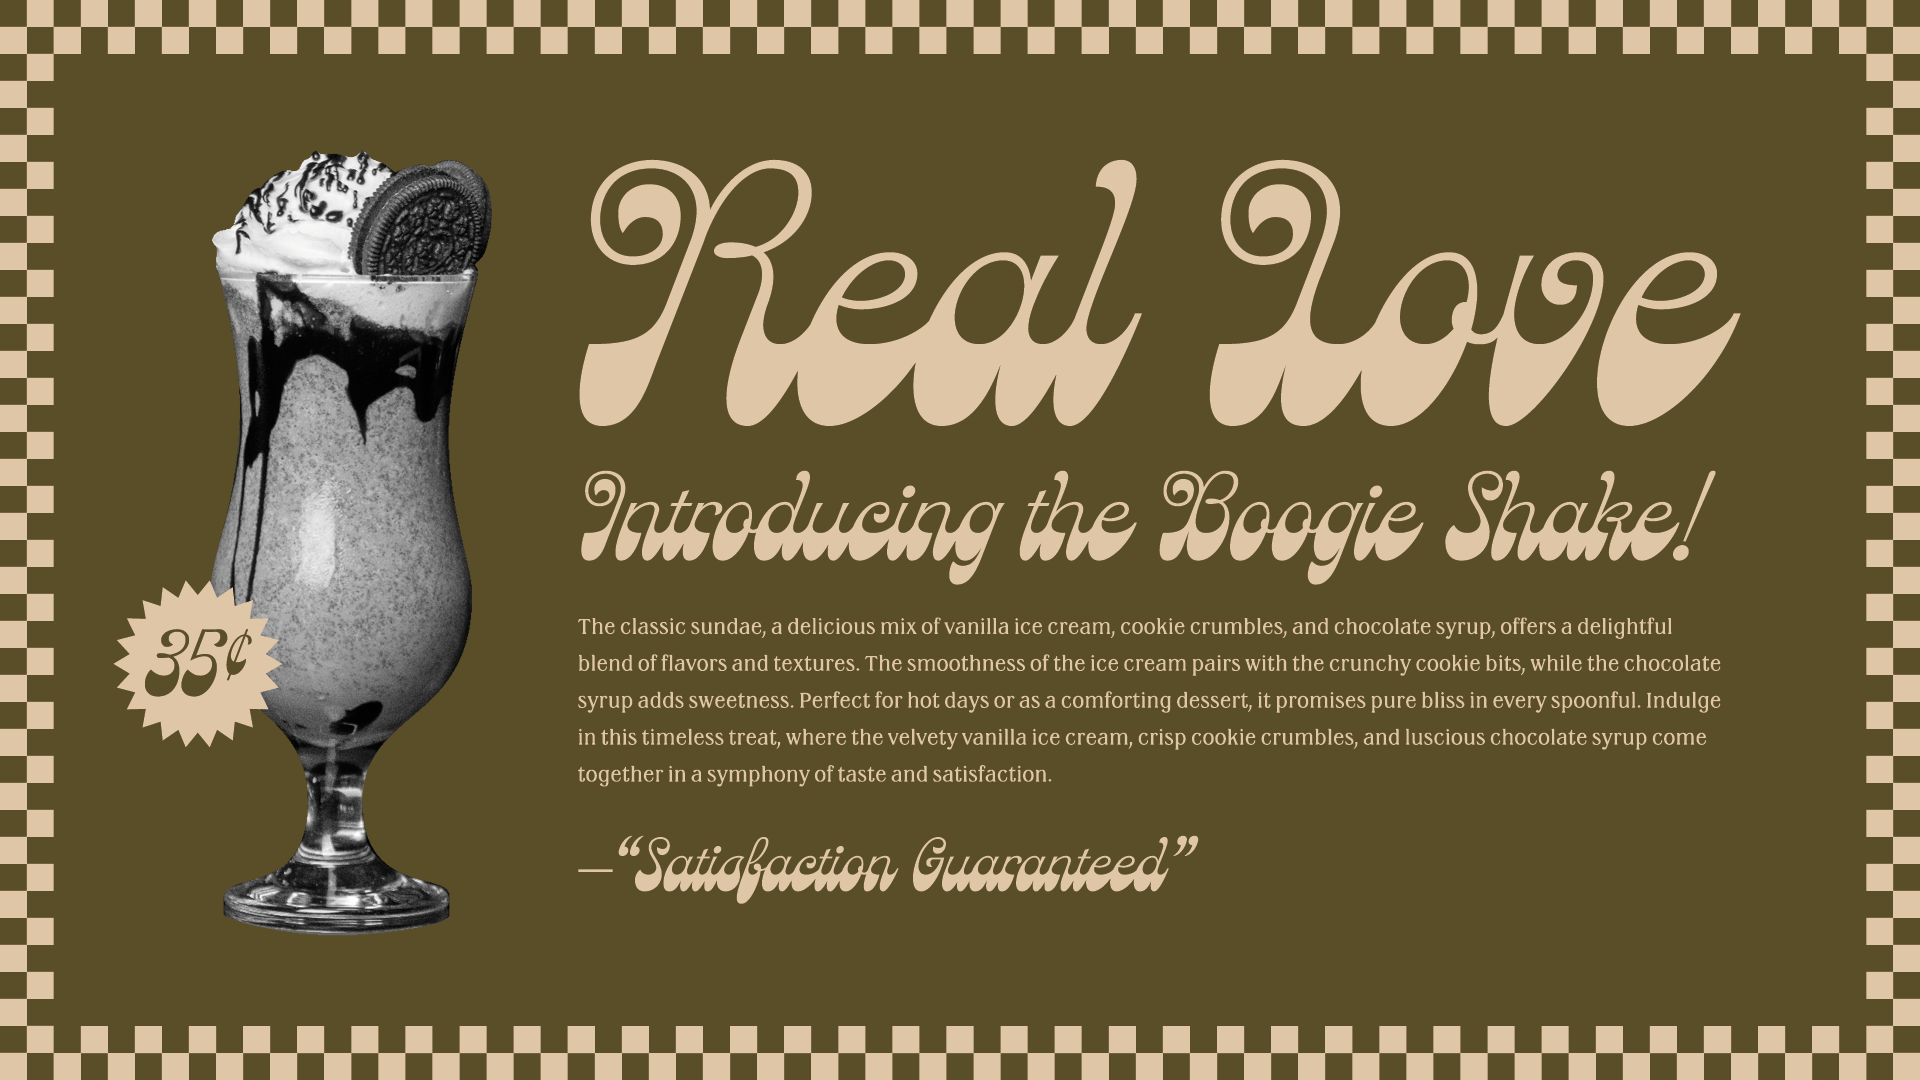 Real Love
Introducing the Boogie Shake!
The classic sundae, a delicious mix of vanilla ice cream, cookie crumbles, and chocolate syrup, offers a delightful
blend of flavors and textures. The smoothness of the ice cream pairs with the crunchy cookie bits, while the chocolate
syrup adds sweetness. Perfect for hot days or as a comforting dessert, it promises pure bliss in every spoonful. Indulge
in this timeless treat, where the velvety vanilla ice cream, crisp cookie crumbles, and luscious chocolate syrup come
together in a symphony of taste and satisfaction.
35¢
—“Satisfaction Guaranteed”